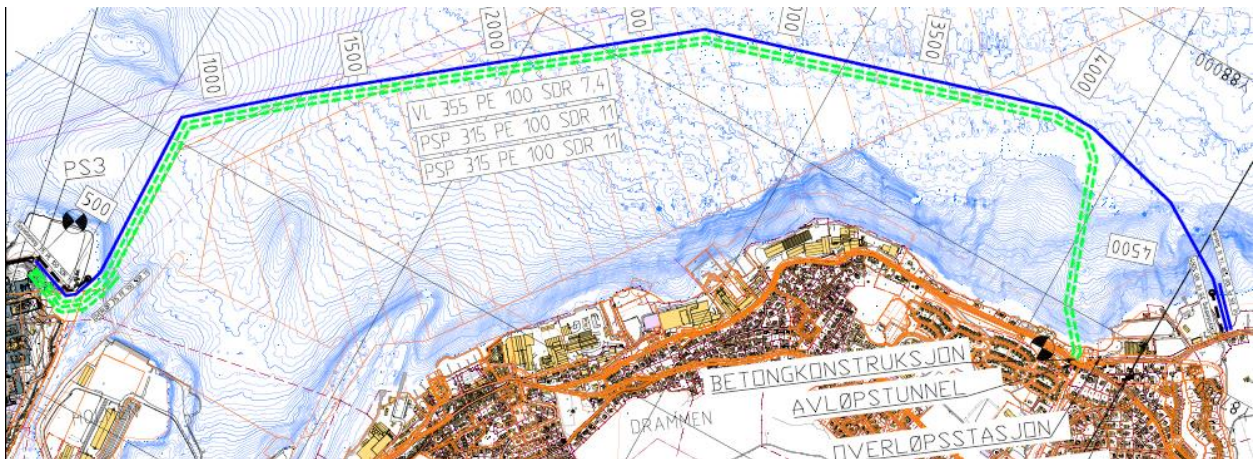 2000
1500
1000
3500
4000
VL 355 PE 100 SDR 7.4
PSP 315 PE 100 SDR 11
PSP 315 PE 100 SDR 11
PS3
500
4500
BETONGKONSTRUKSJON
AVLØPSTUNNEL
DRAMMEN
OVERLØPSSTASJON